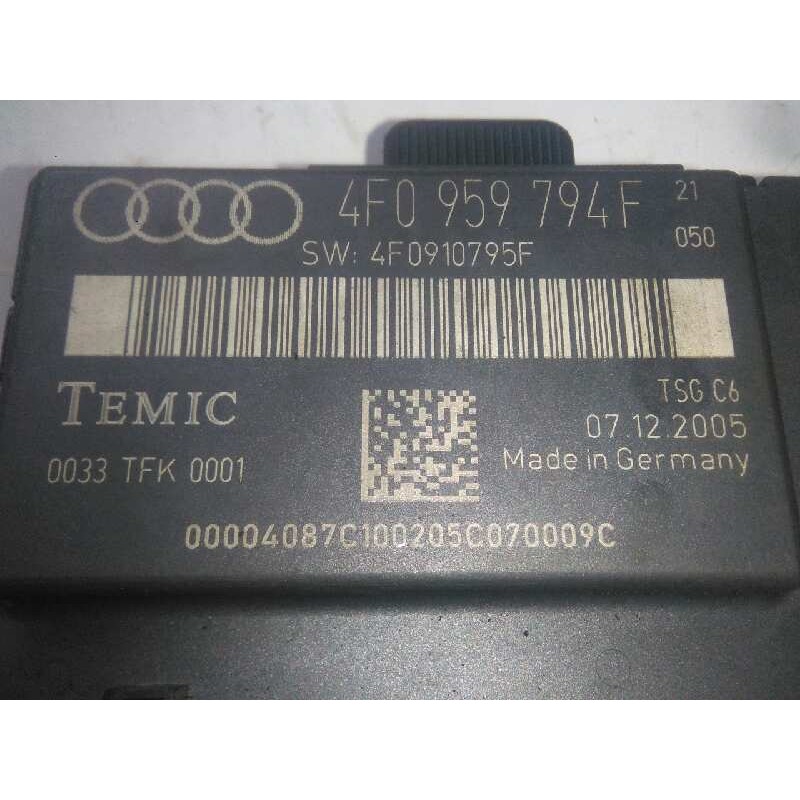 4F0 959 794 F 21
050
SW: 4F0910795F
TEMIC
TSG C6
07.12.2005
0033 TFK 0001
Made in Germany
00004087C100205C070009C